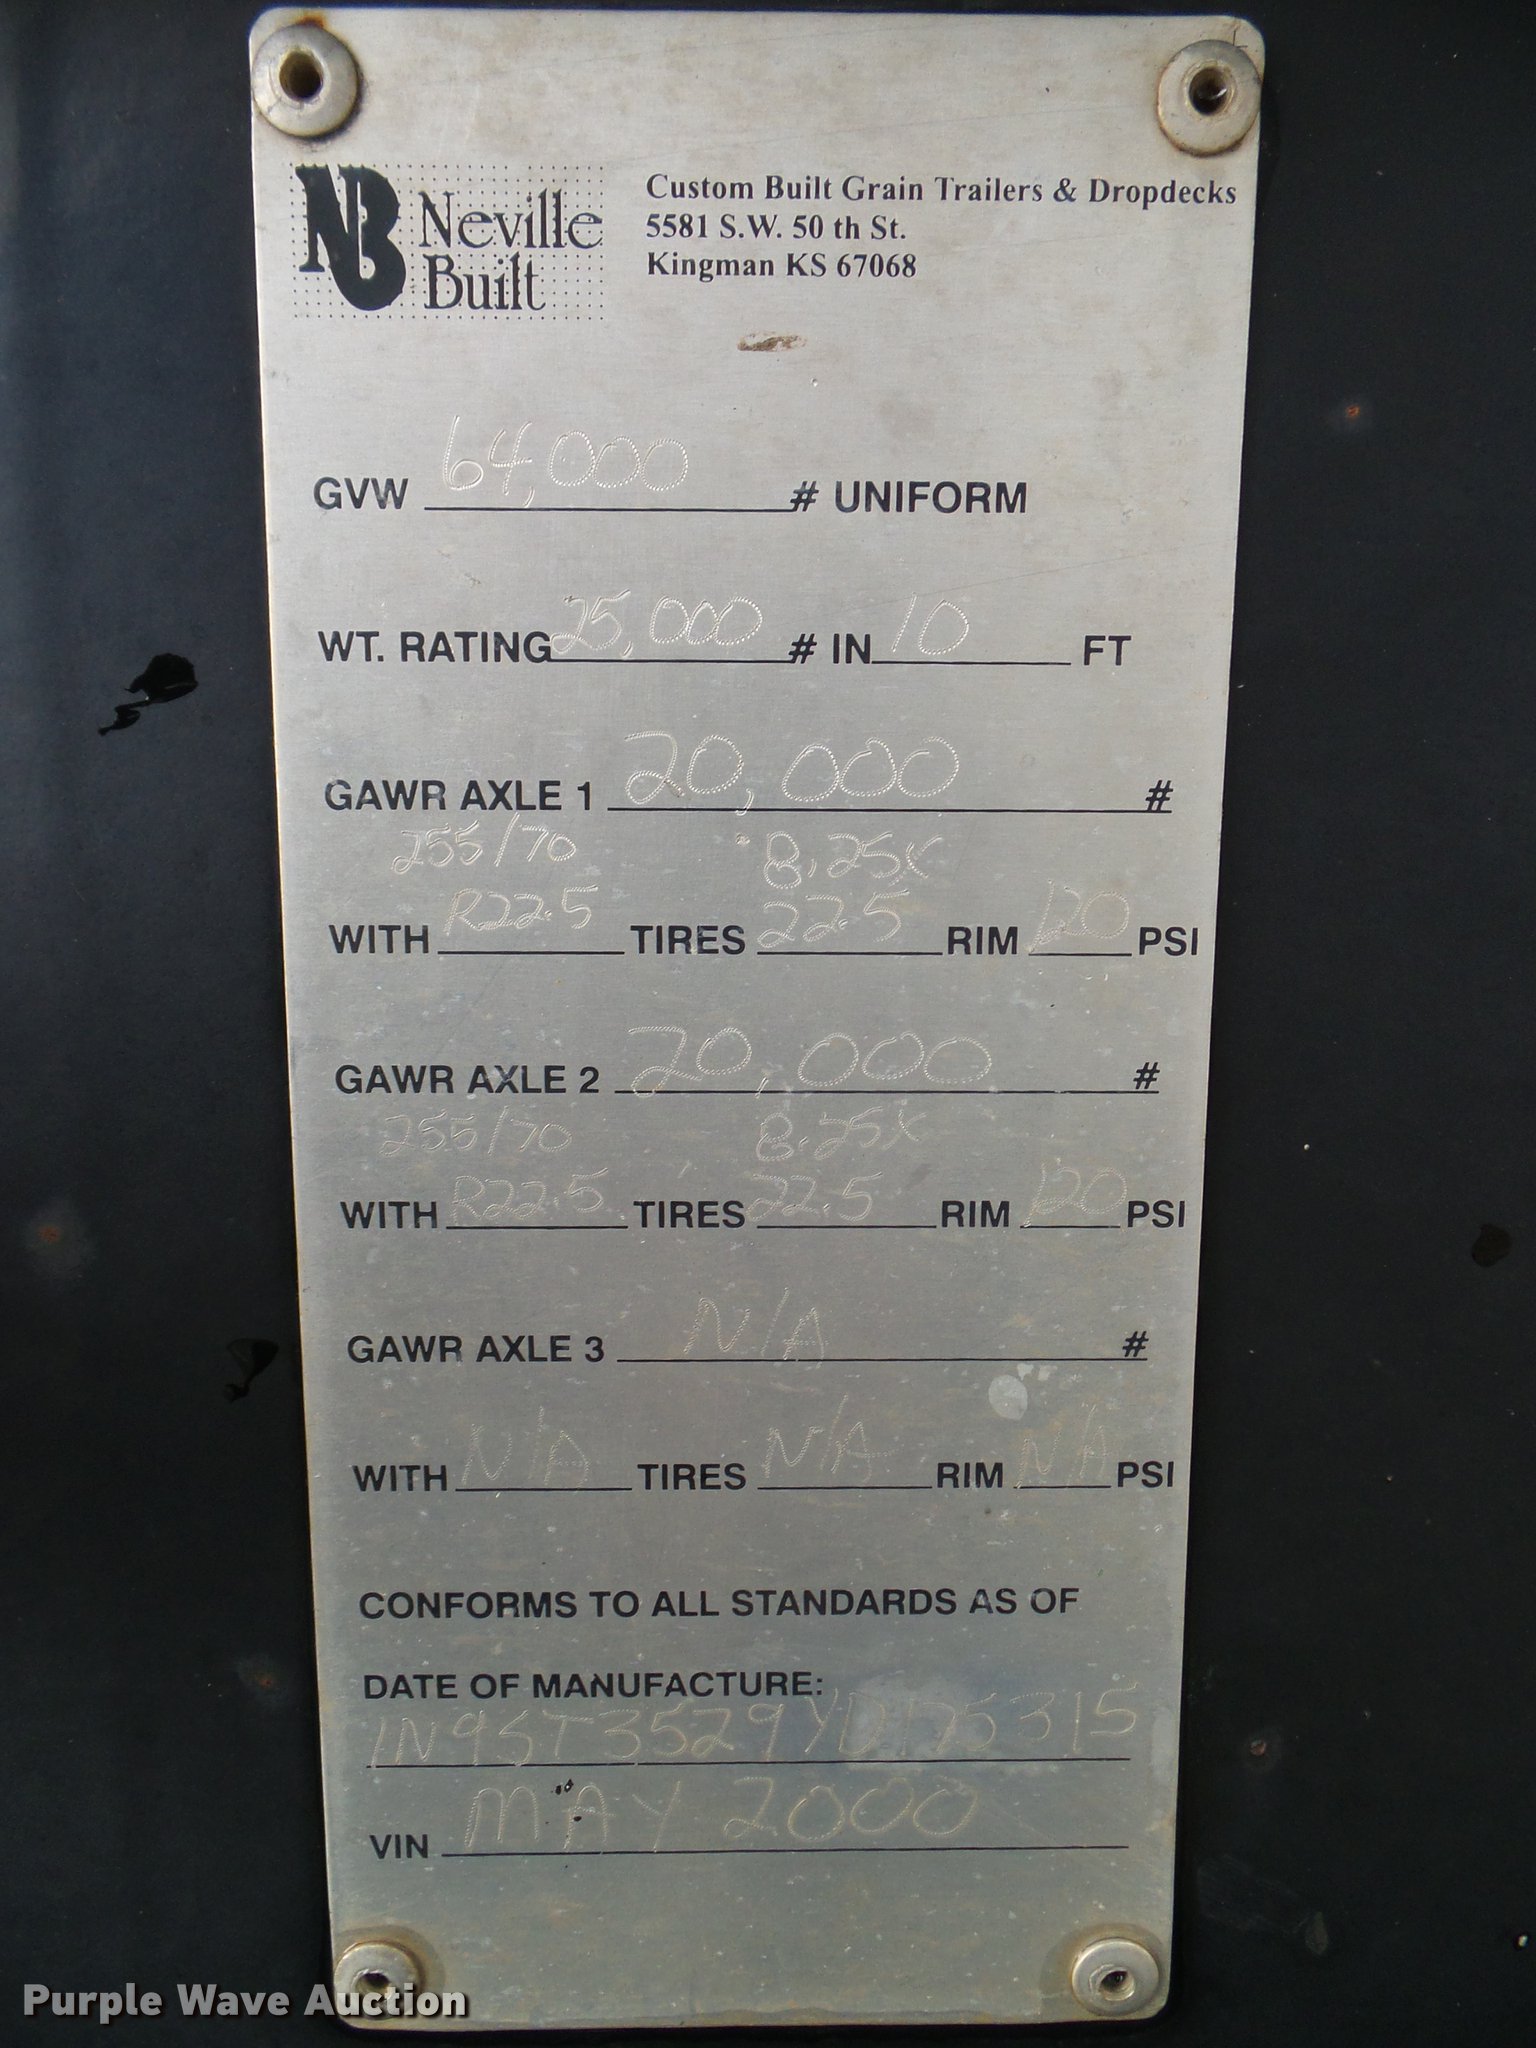 NB Neville Built
Custom Built Grain Trailers & Dropdecks
5581 S.W. 50 th St.
Kingman KS 67068
GVW 64,000 # UNIFORM
WT. RATING 25,000 # IN 10 FT
GAWR AXLE 1 20,000 #
255/70 8.25X
WITH R22.5 TIRES 22.5 RIM 120 PSI
GAWR AXLE 2 20,000 #
255/70 8.25X
WITH R22.5 TIRES 22.5 RIM 120 PSI
GAWR AXLE 3 N/A #
WITH N/A TIRES N/A RIM N/A PSI
CONFORMS TO ALL STANDARDS AS OF
DATE OF MANUFACTURE:
1N9ST3529YD175315
VIN MAY 2000
Purple Wave Auction